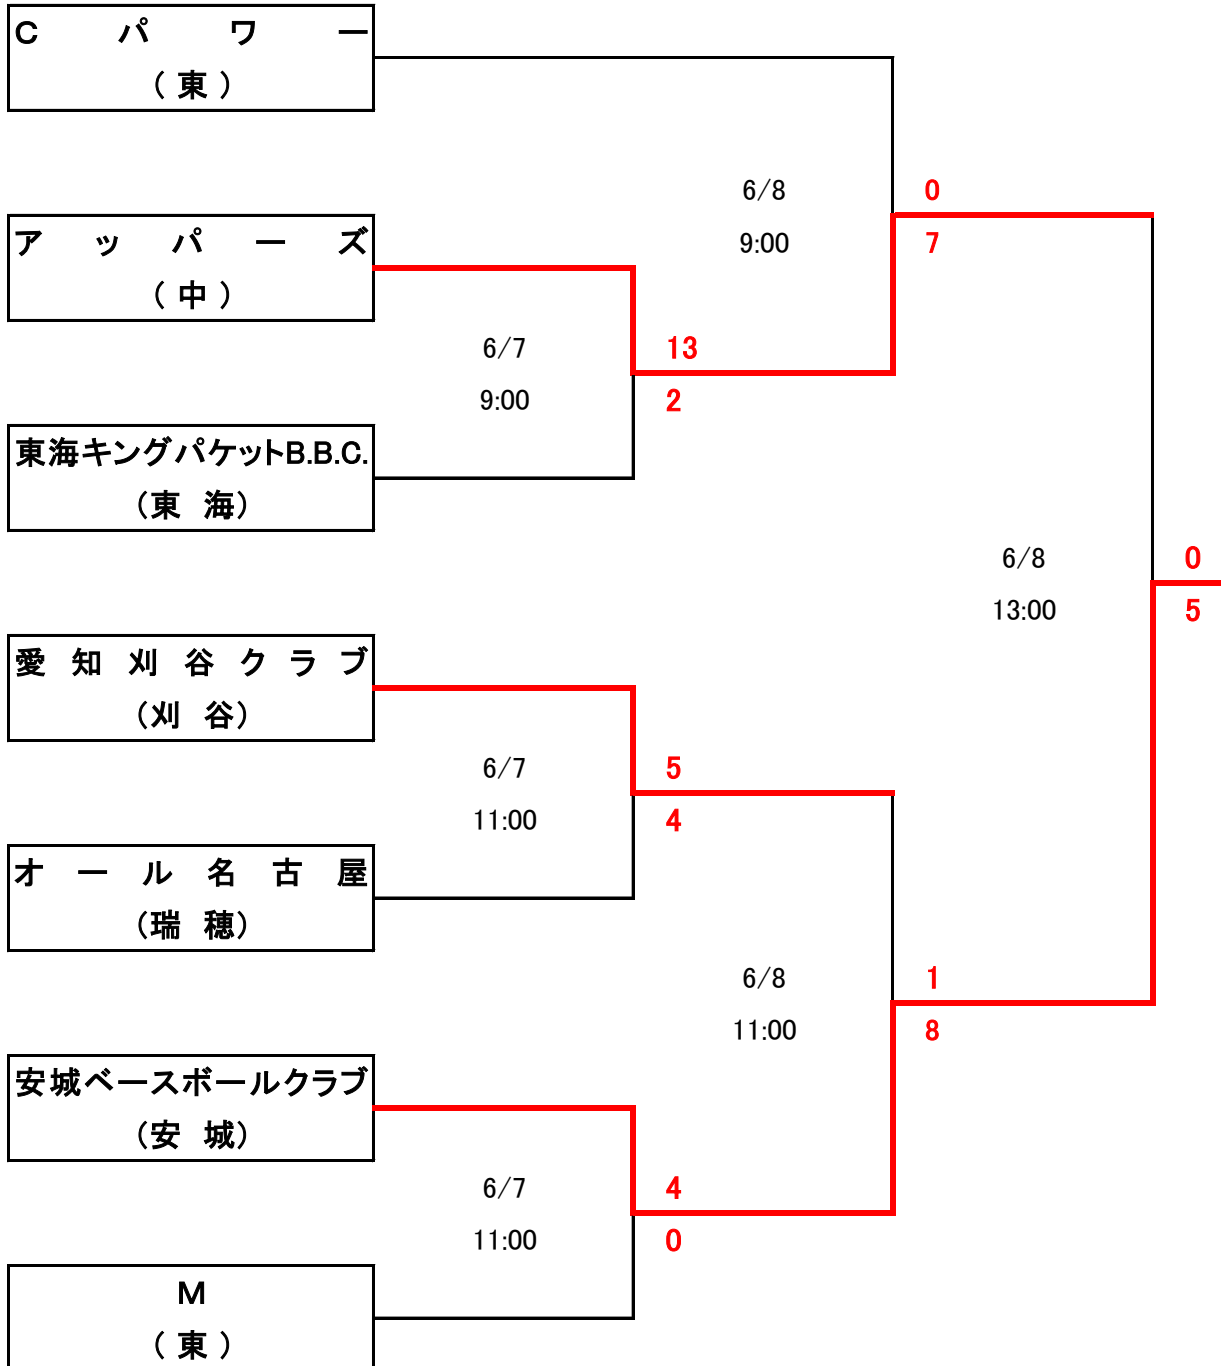 C パワー
（東）
6/8
0
9:00
7
アッパーズ
（中）
6/7
13
9:00
2
東海キングパケットB.B.C.
（東 海）
6/8
0
13:00
5
愛知刈谷クラブ
（刈 谷）
6/7
5
11:00
4
オール名古屋
（瑞 穂）
6/8
1
11:00
8
安城ベースボールクラブ
（安 城）
6/7
4
11:00
0
M
（東）